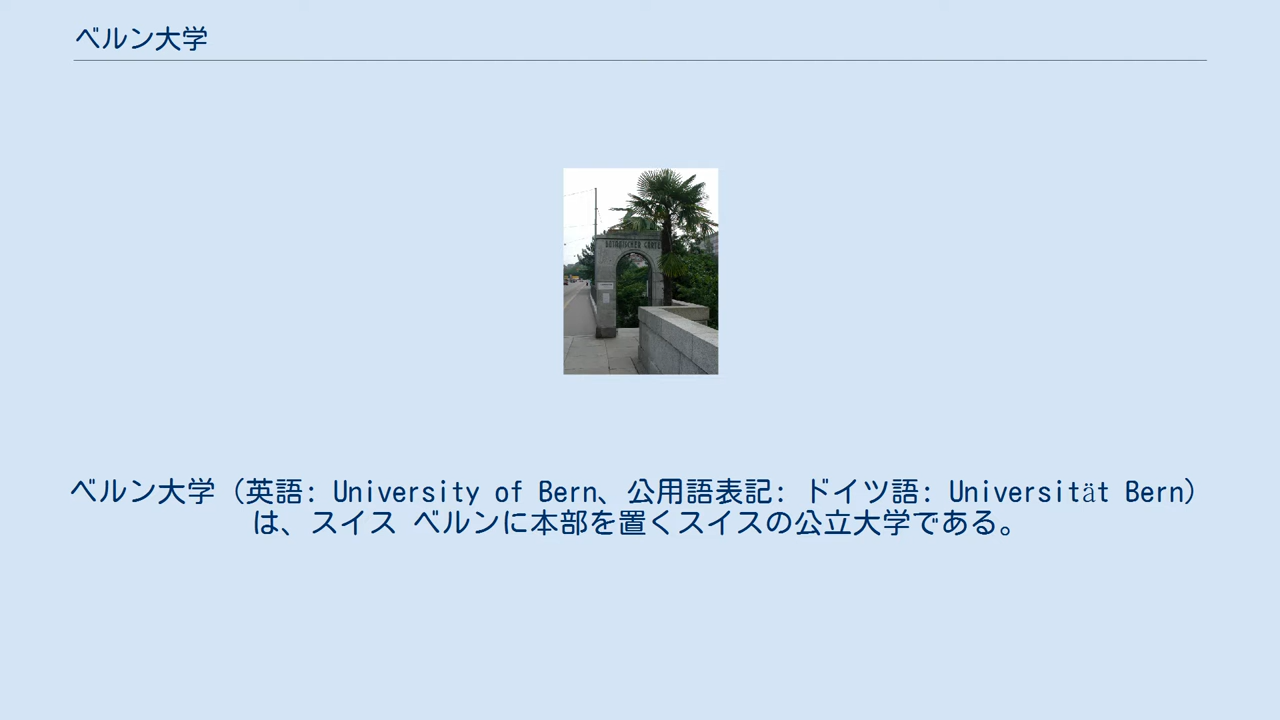 ベルン大学
BOTANISCHER GARTEN
ベルン大学（英語: University of Bern、公用語表記: ドイツ語: Universität Bern）
は、スイス ベルンに本部を置くスイスの公立大学である。